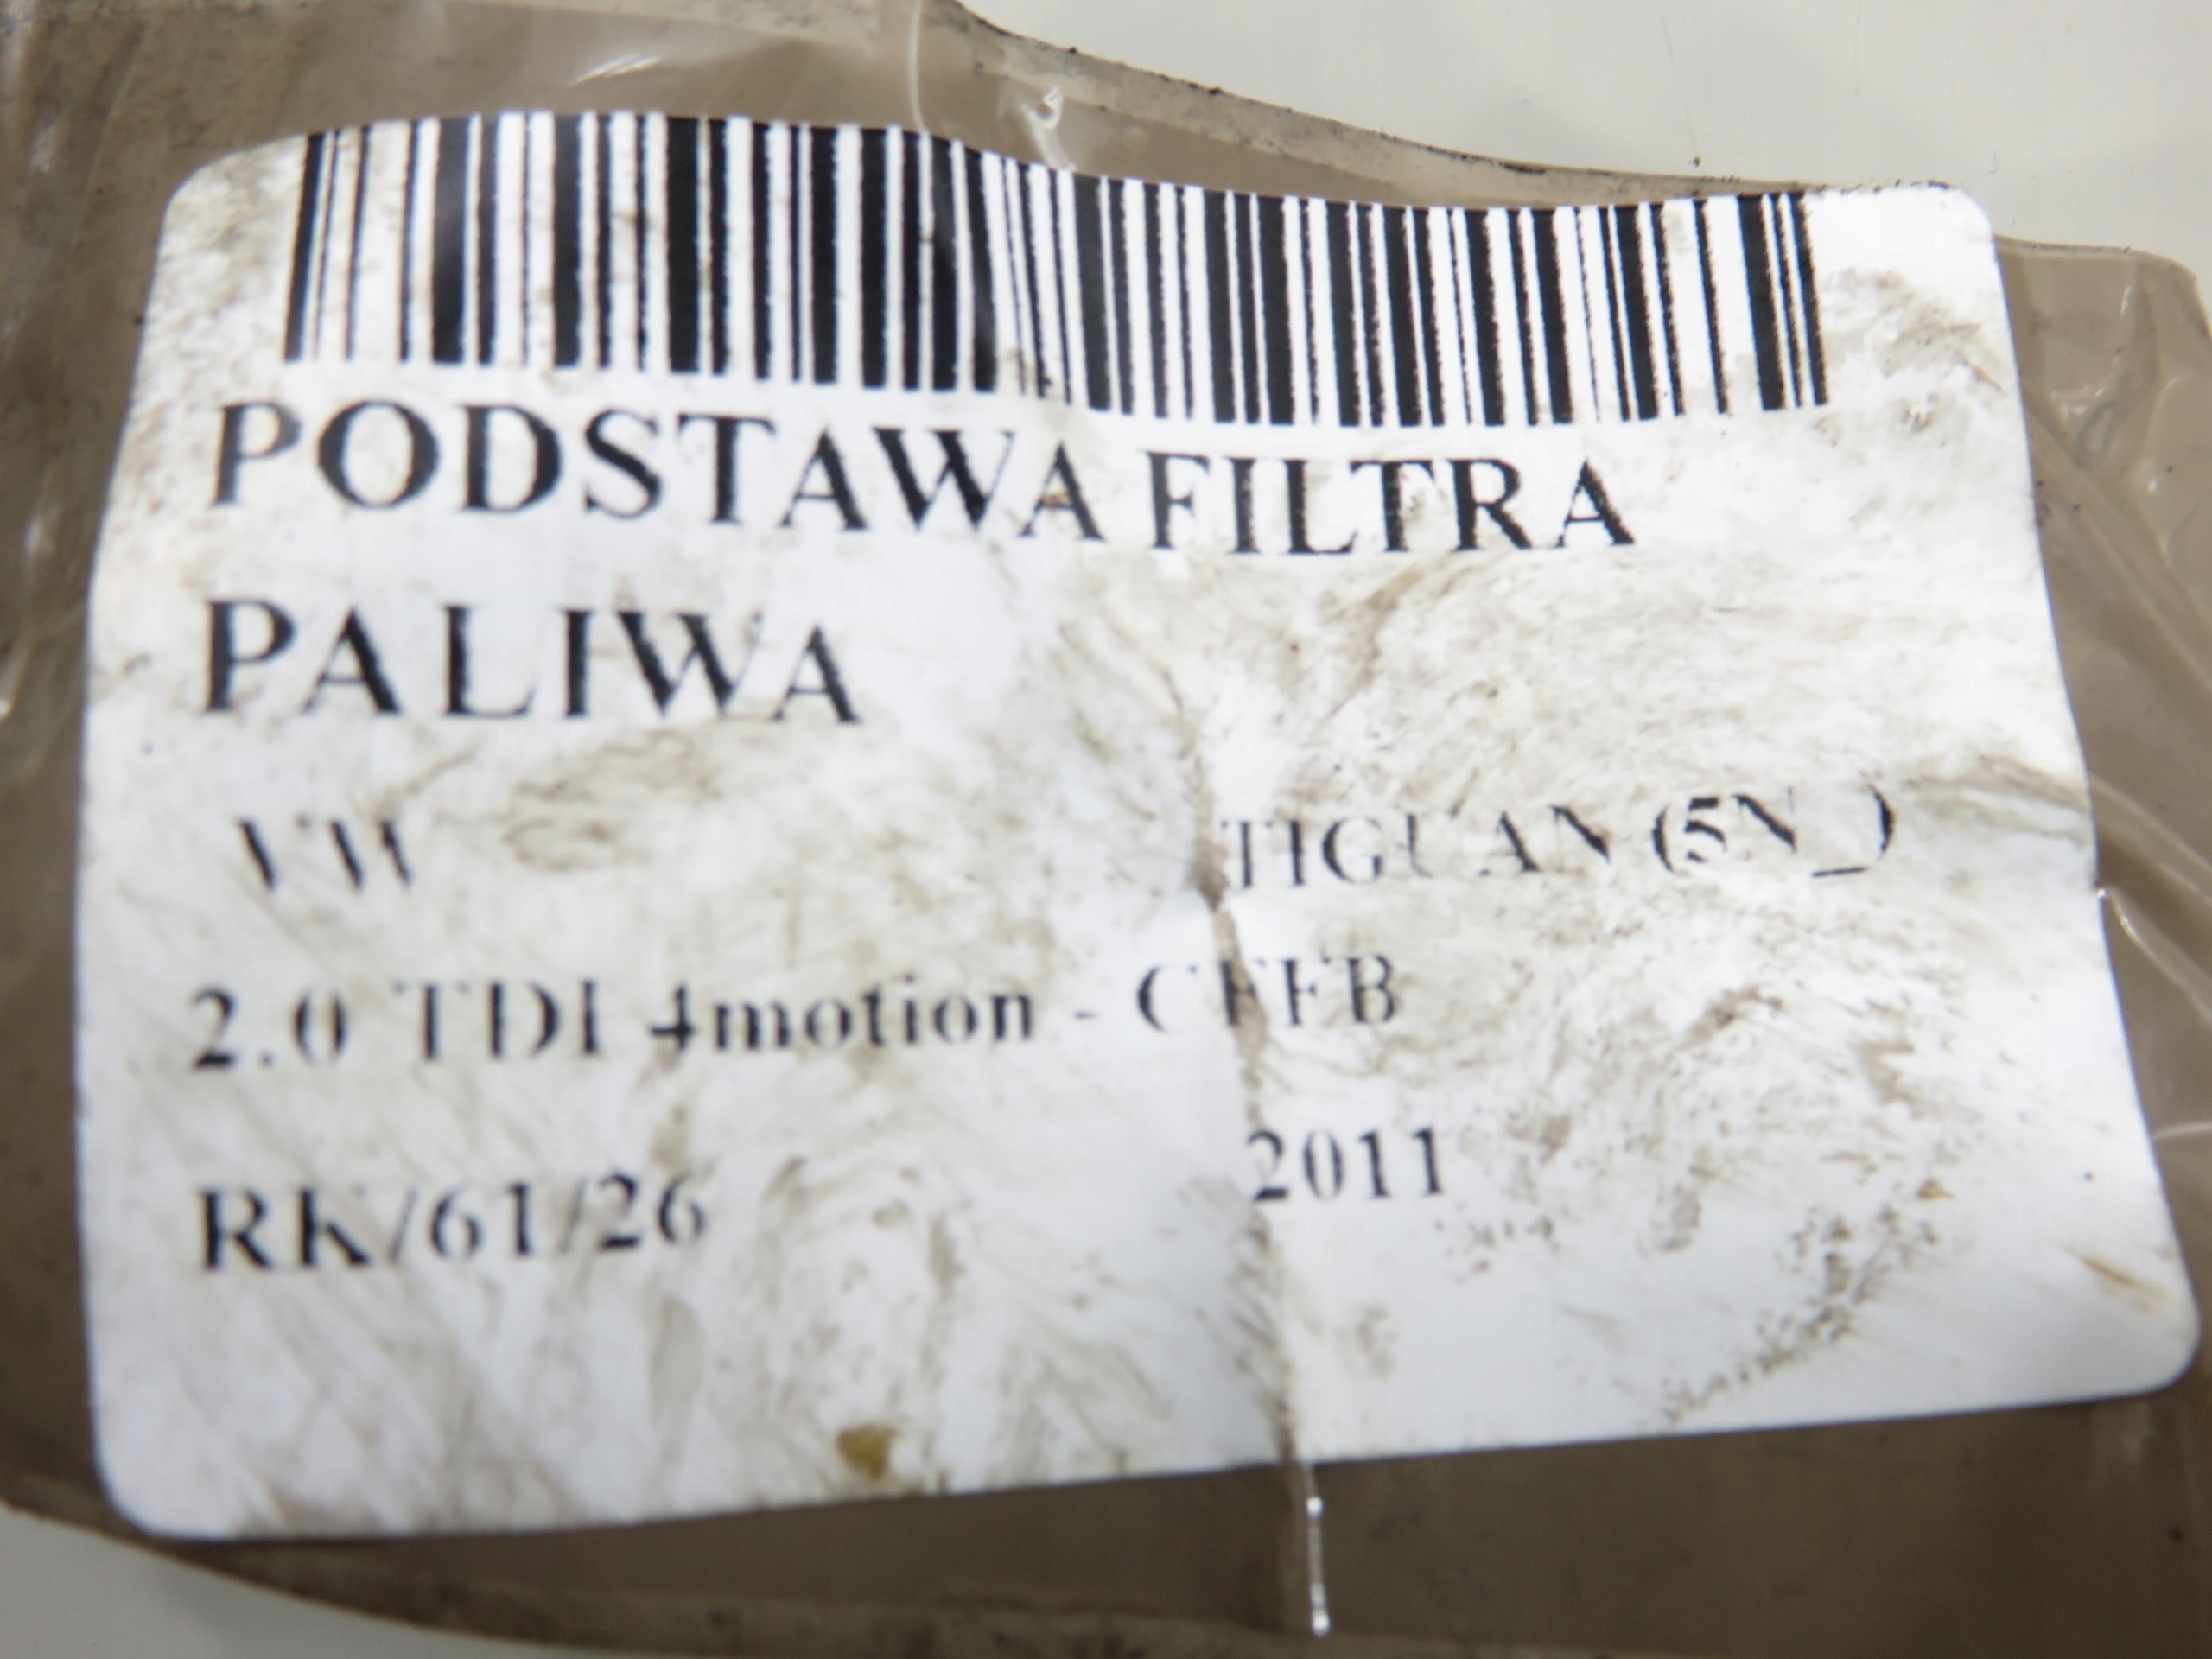 PODSTAWA FILTRA
PALIWA
VW TIGUAN (5N_)
2.0 TDI 4motion - CFFB
RK/61/26 2011